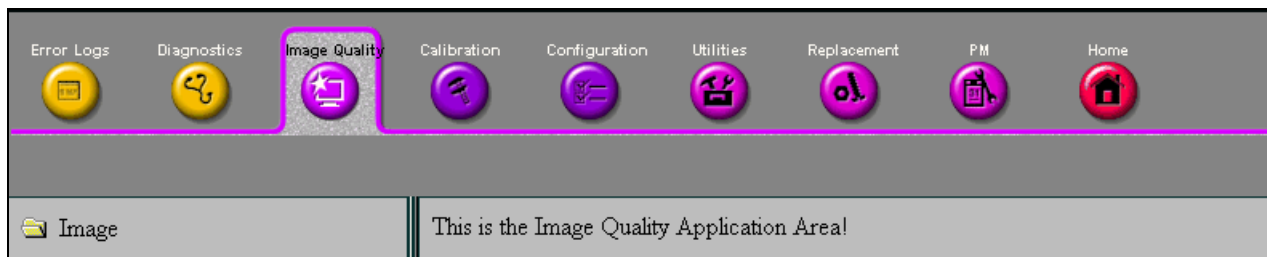 Error Logs Diagnostics Image Quality Calibration Configuration Utilities Replacement PM Home
Image
This is the Image Quality Application Area!